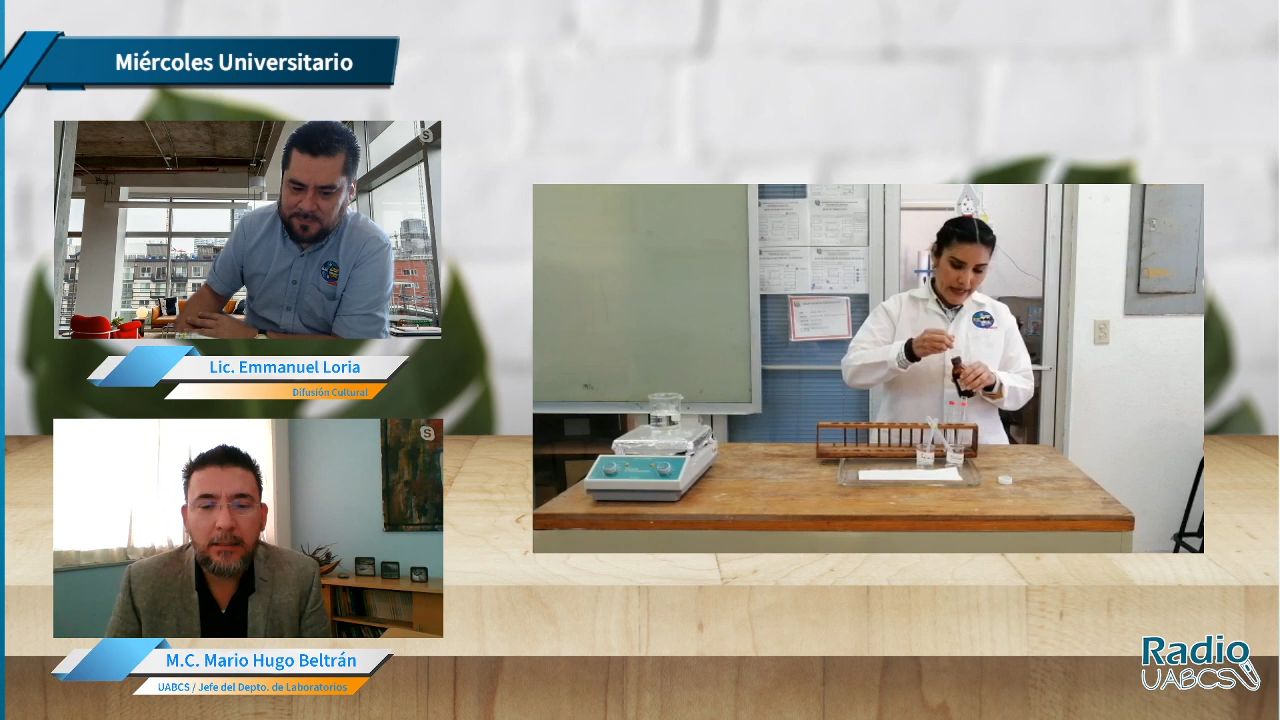 Miércoles Universitario
Lic. Emmanuel Loria
Difusión Cultural
M.C. Mario Hugo Beltrán
UABCS / Jefe del Depto. de Laboratorios
Radio
UABCS